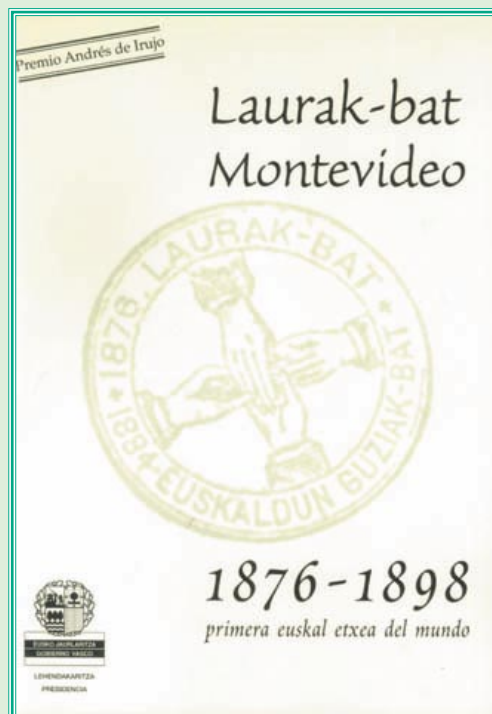 Premio Andrés de Irujo
Laurak-bat
Montevideo
* 1876. LAURAK-BAT *
1894-EUSKALDUN GUZIAK-BAT
1876-1898
primera euskal etxea del mundo
EUSKO JAURLARITZA
GOBIERNO VASCO
LEHENDAKARITZA
PRESIDENCIA